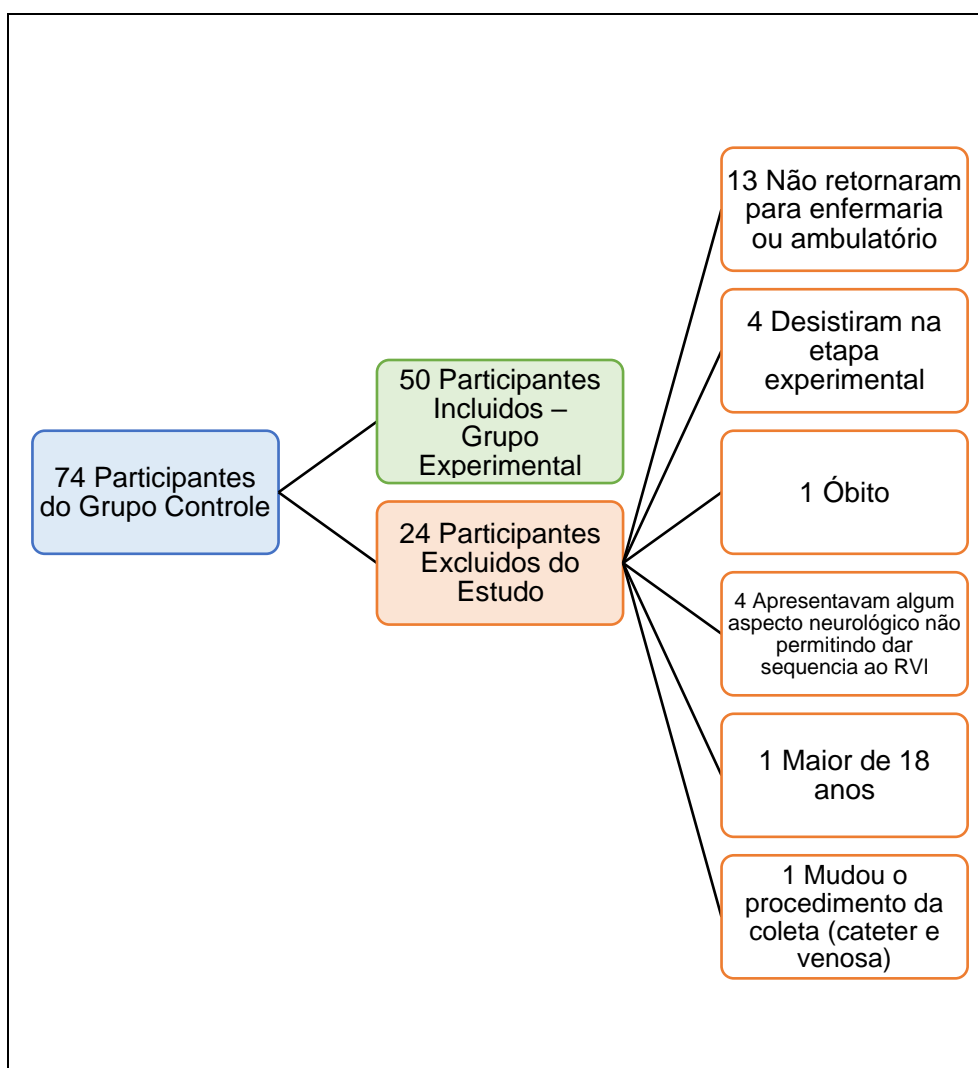 74 Participantes
do Grupo Controle
50 Participantes
Incluidos –
Grupo
Experimental
24 Participantes
Excluidos do
Estudo
13 Não retornaram
para enfermaria
ou ambulatório
4 Desistiram na
etapa
experimental
1 Óbito
4 Apresentavam algum
aspecto neurológico não
permitindo dar
sequencia ao RVI
1 Maior de 18
anos
1 Mudou o
procedimento da
coleta (cateter e
venosa)